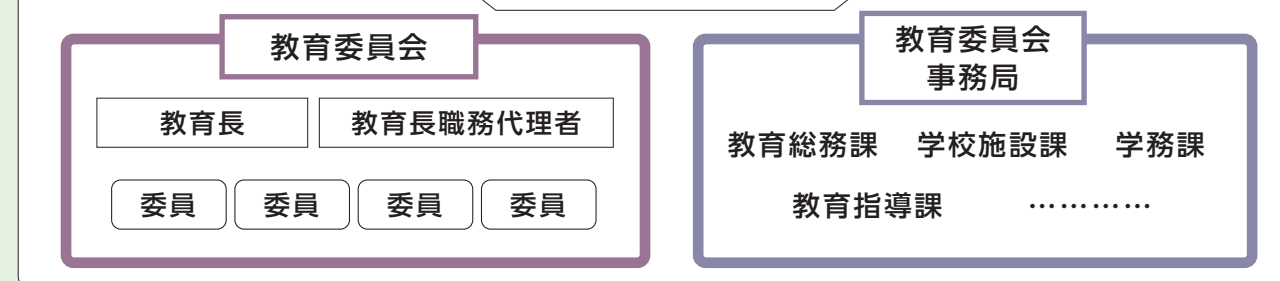 教育委員会
教育長 教育長職務代理者
委員 委員 委員 委員
教育委員会
事務局
教育総務課 学校施設課 学務課
教育指導課 …………